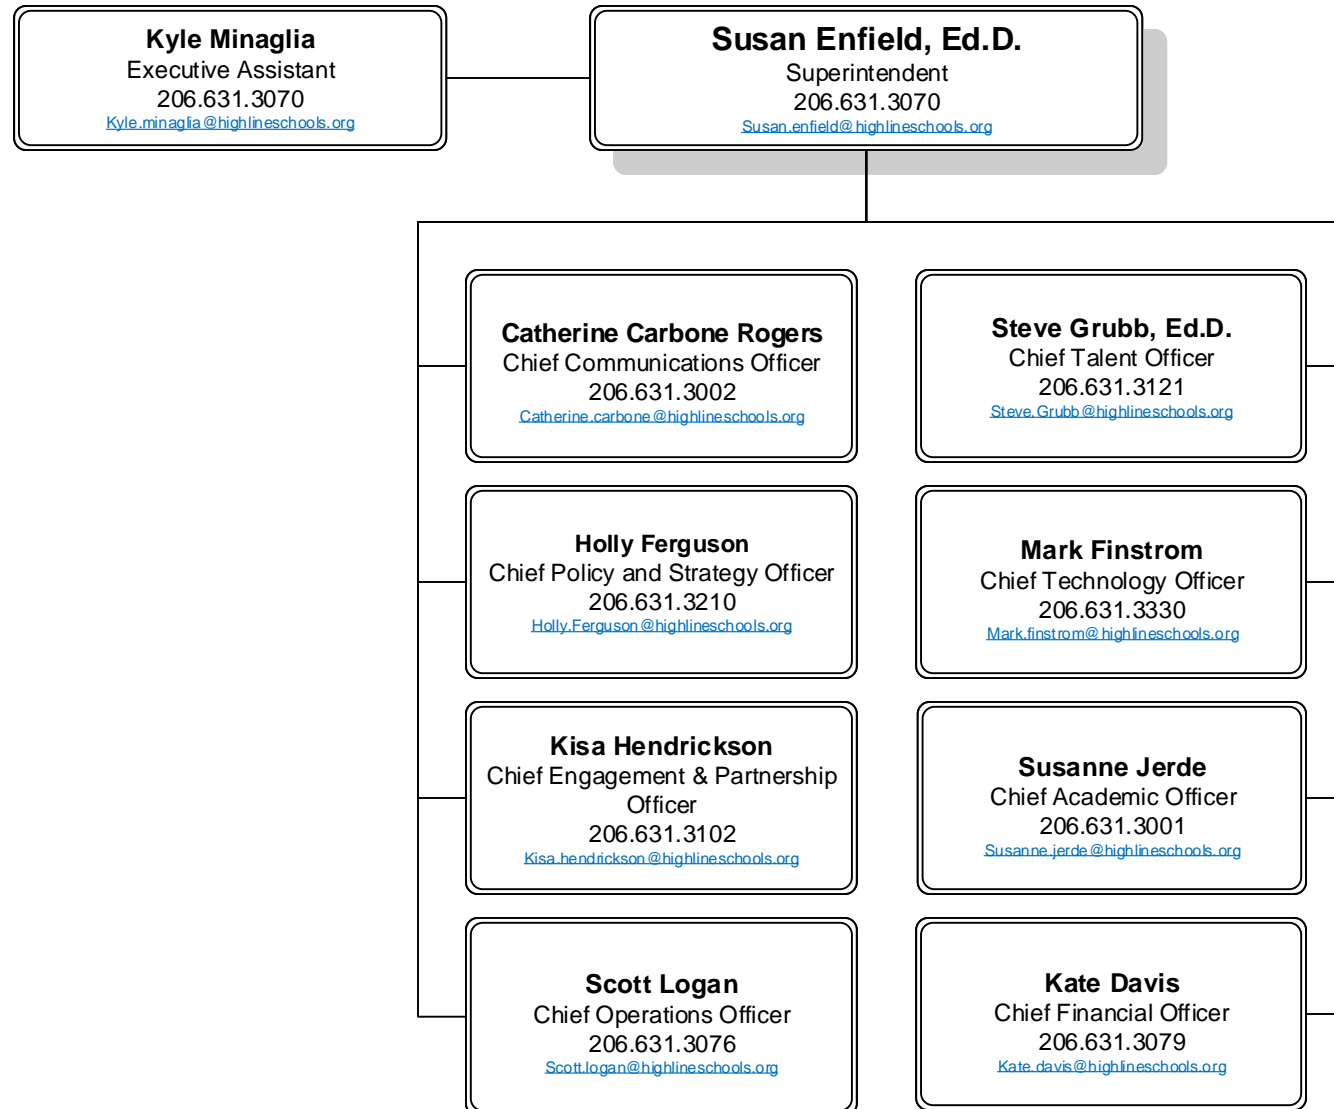 Kyle Minaglia
Executive Assistant
206.631.3070
Kyle.minaglia@highlineschools.org
Susan Enfield, Ed.D.
Superintendent
206.631.3070
Susan.enfield@highlineschools.org
Catherine Carbone Rogers
Chief Communications Officer
206.631.3002
Catherine.carbone@highlineschools.org
Steve Grubb, Ed.D.
Chief Talent Officer
206.631.3121
Steve.Grubb@highlineschools.org
Holly Ferguson
Chief Policy and Strategy Officer
206.631.3210
Holly.Ferguson@highlineschools.org
Mark Finstrom
Chief Technology Officer
206.631.3330
Mark.finstrom@highlineschools.org
Kisa Hendrickson
Chief Engagement & Partnership
Officer
206.631.3102
Kisa.hendrickson@highlineschools.org
Susanne Jerde
Chief Academic Officer
206.631.3001
Susanne.jerde@highlineschools.org
Scott Logan
Chief Operations Officer
206.631.3076
Scott.logan@highlineschools.org
Kate Davis
Chief Financial Officer
206.631.3079
Kate.davis@highlineschools.org